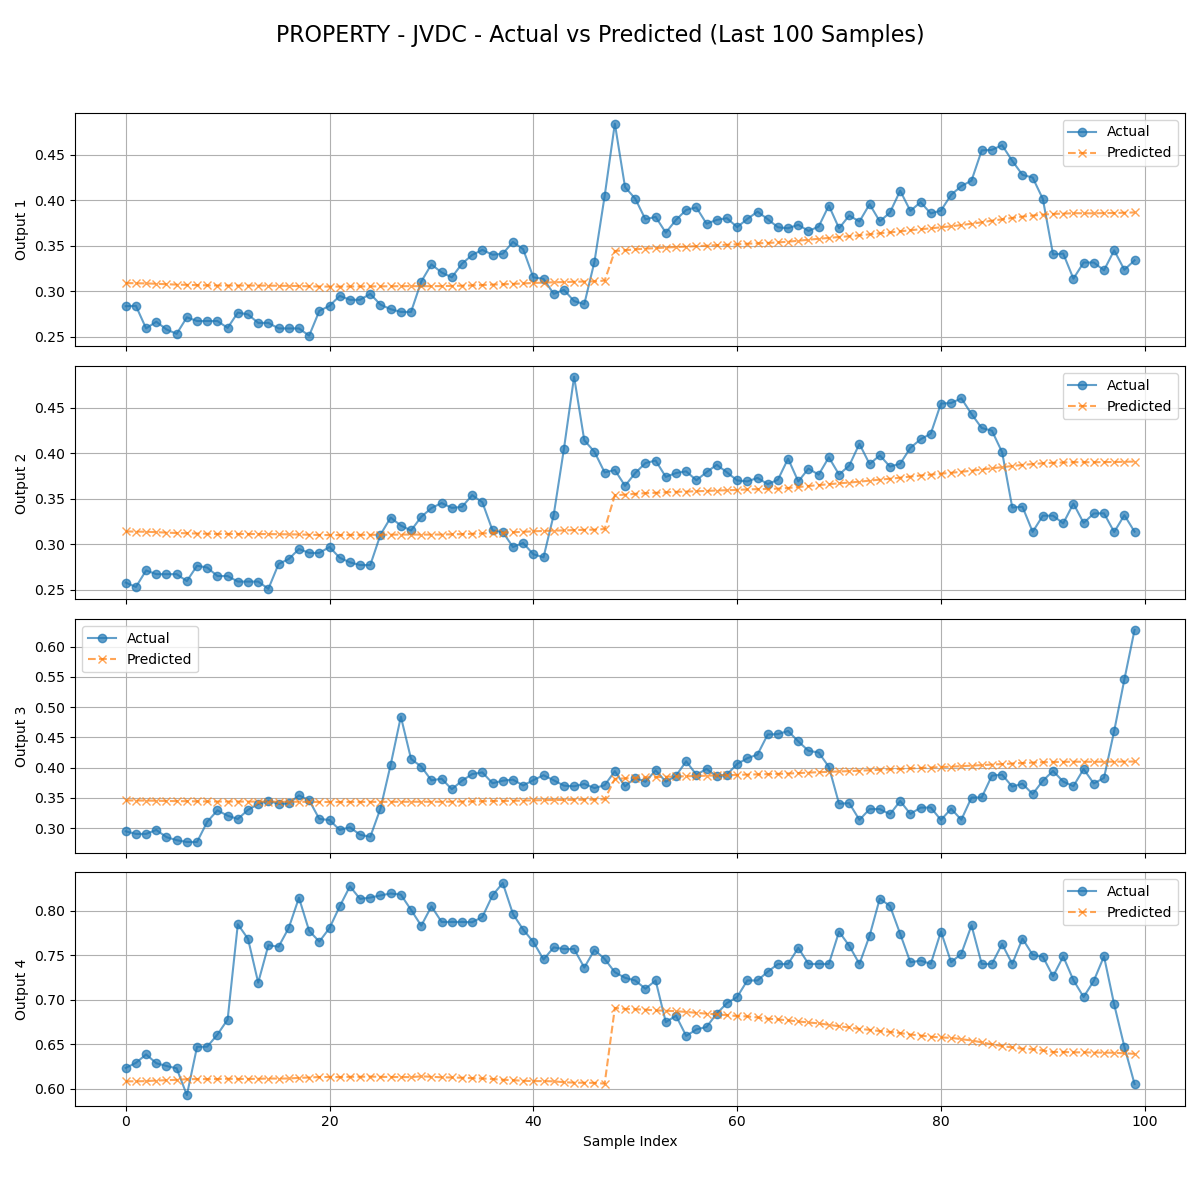 PROPERTY - JVDC - Actual vs Predicted (Last 100 Samples)
Output 1
0.45
0.40
0.35
0.30
0.25
Actual
Predicted
Output 2
0.45
0.40
0.35
0.30
0.25
Actual
Predicted
Output 3
0.60
0.55
0.50
0.45
0.40
0.35
0.30
Actual
Predicted
Output 4
0.80
0.75
0.70
0.65
0.60
Actual
Predicted
0 20 40 60 80 100
Sample Index